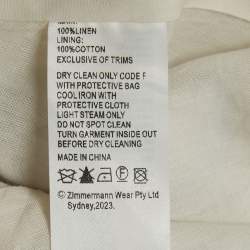 100%LINEN
LINING:
100%COTTON
EXCLUSIVE OF TRIMS
DRY CLEAN ONLY CODE F
WITH PROTECTIVE BAG
COOL IRON WITH
PROTECTIVE CLOTH
LIGHT STEAM ONLY
DO NOT SPOT CLEAN
TURN GARMENT INSIDE OUT
BEFORE DRY CLEANING
MADE IN CHINA
© Zimmermann Wear Pty Ltd
Sydney,2023.